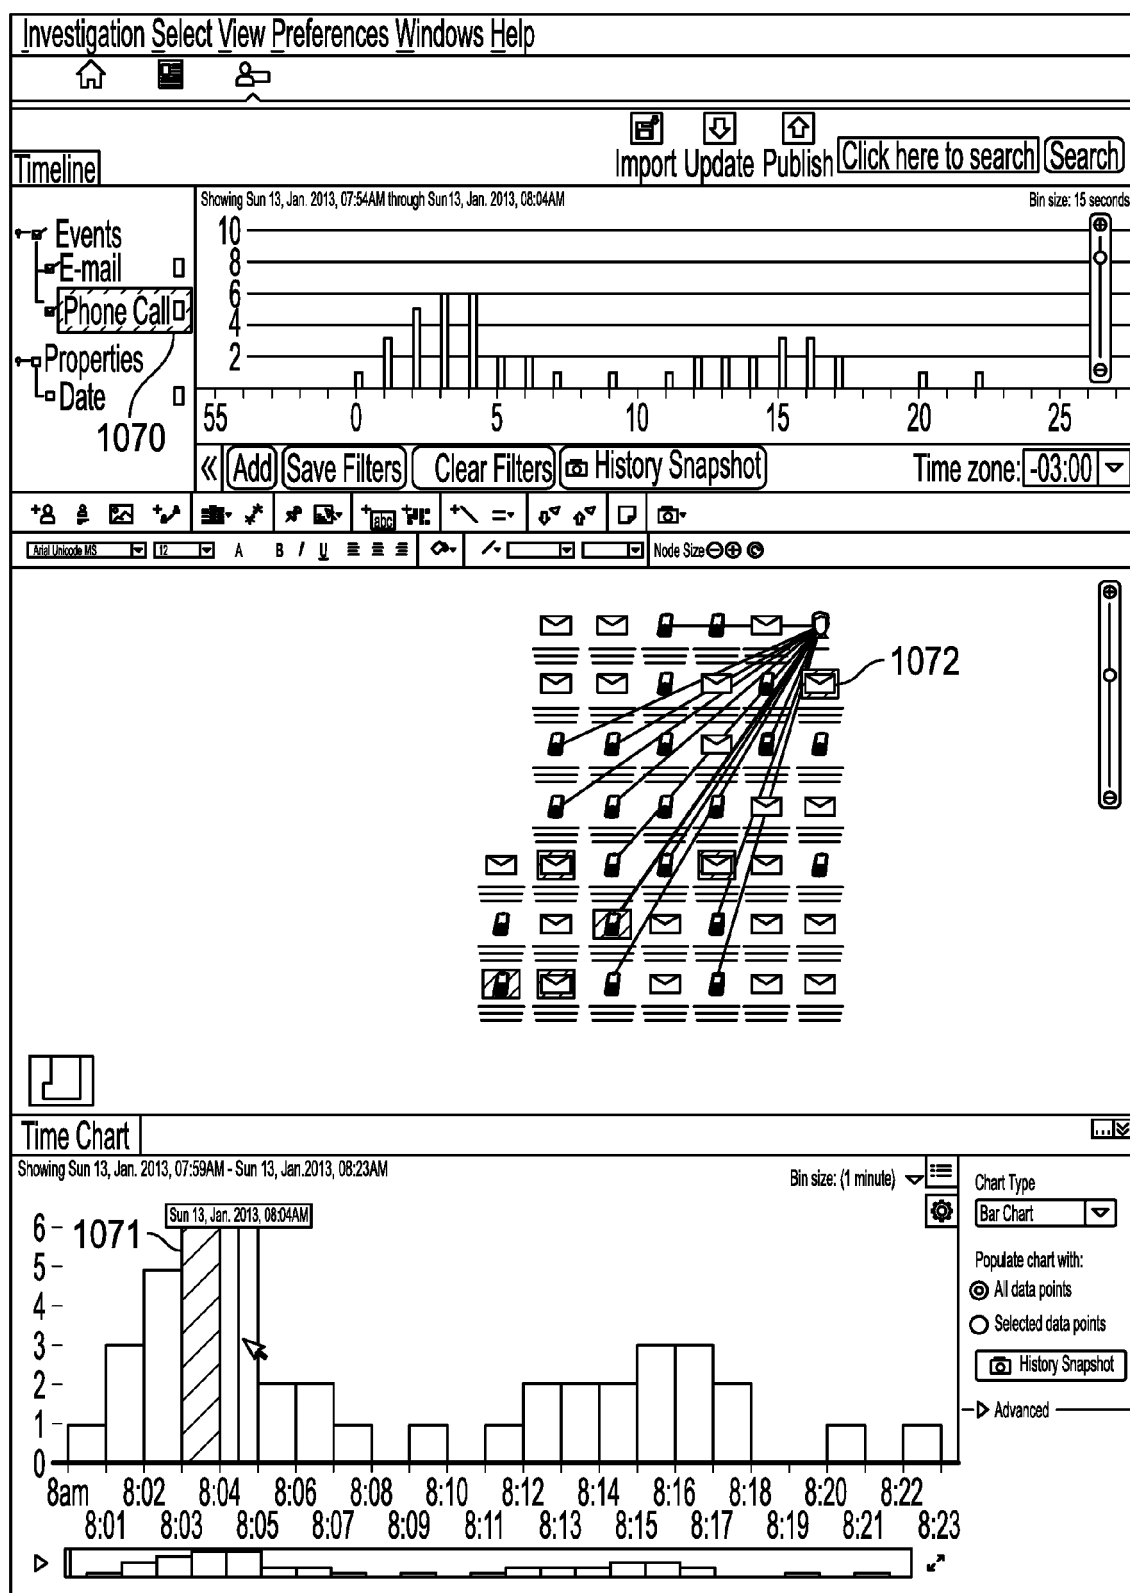 Investigation Select View Preferences Windows Help
Import Update Publish Click here to search Search
Timeline
Showing Sun 13, Jan. 2013, 07:54AM through Sun 13, Jan. 2013, 08:04AM Bin size: 15 seconds
Events
E-mail
Phone Call
Properties
Date
1070
10
8
6
4
2
55 0 5 10 15 20 25
Add Save Filters Clear Filters History Snapshot Time zone: -03:00
abc
Arial Unicode MS 12 A B I U Node Size
1072
Time Chart
Showing Sun 13, Jan. 2013, 07:59AM - Sun 13, Jan.2013, 08:23AM Bin size: (1 minute)
Sun 13, Jan. 2013, 08:04AM
1071
6
5
4
3
2
1
0
8am 8:02 8:04 8:06 8:08 8:10 8:12 8:14 8:16 8:18 8:20 8:22
8:01 8:03 8:05 8:07 8:09 8:11 8:13 8:15 8:17 8:19 8:21 8:23
Chart Type
Bar Chart
Populate chart with:
All data points
Selected data points
History Snapshot
Advanced